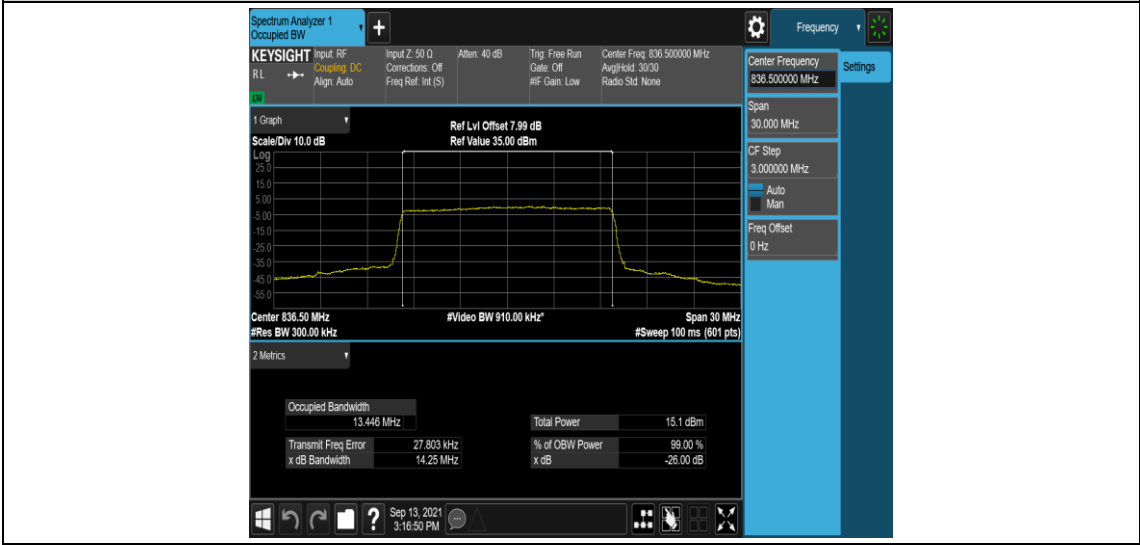 Spectrum Analyzer 1
Occupied BW
Frequency
KEYSIGHT
RL
LM
Input: RF
Coupling: DC
Align: Auto
Input Z: 50 Ω
Corrections: Off
Freq Ref: Int (S)
Atten: 40 dB
Trig: Free Run
Gate: Off
#IF Gain: Low
Center Freq: 836.500000 MHz
Avg|Hold: 30/30
Radio Std: None
Center Frequency
836.500000 MHz
Settings
Span
30.000 MHz
CF Step
3.000000 MHz
Auto
Man
Freq Offset
0 Hz
1 Graph
Scale/Div 10.0 dB
Ref Lvl Offset 7.99 dB
Ref Value 35.00 dBm
Log
25.0
15.0
5.00
-5.00
-15.0
-25.0
-35.0
-45.0
-55.0
Center 836.50 MHz
#Res BW 300.00 kHz
#Video BW 910.00 kHz*
Span 30 MHz
#Sweep 100 ms (601 pts)
2 Metrics
Occupied Bandwidth
13.446 MHz
Total Power 15.1 dBm
Transmit Freq Error 27.803 kHz
% of OBW Power 99.00 %
x dB Bandwidth 14.25 MHz
x dB -26.00 dB
?
Sep 13, 2021
3:16:50 PM